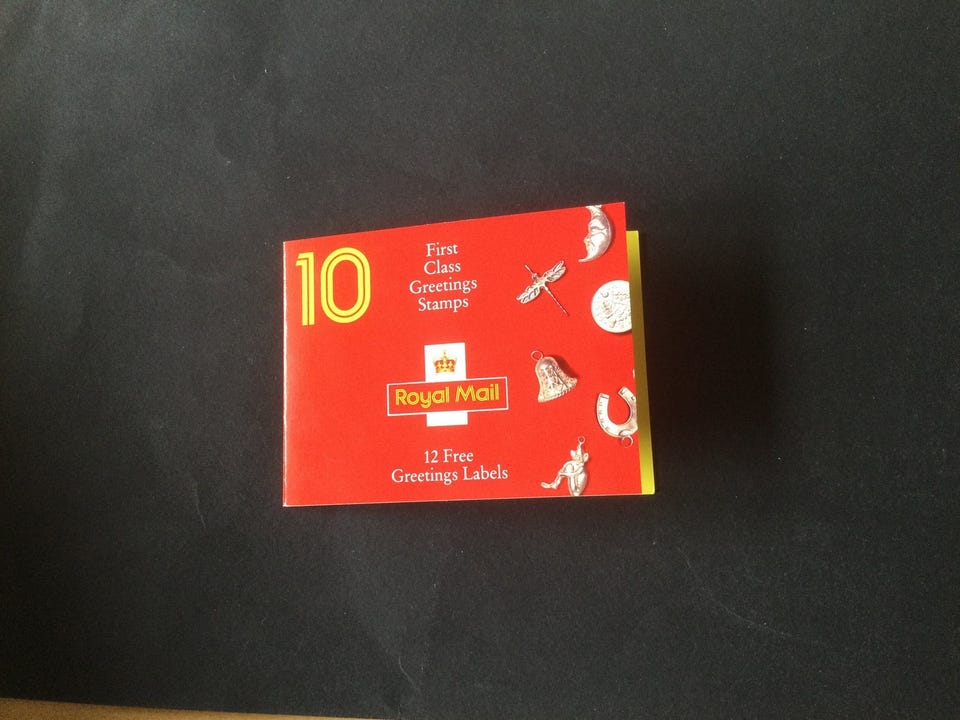 10
First
Class
Greetings
Stamps
Royal Mail
12 Free
Greetings Labels